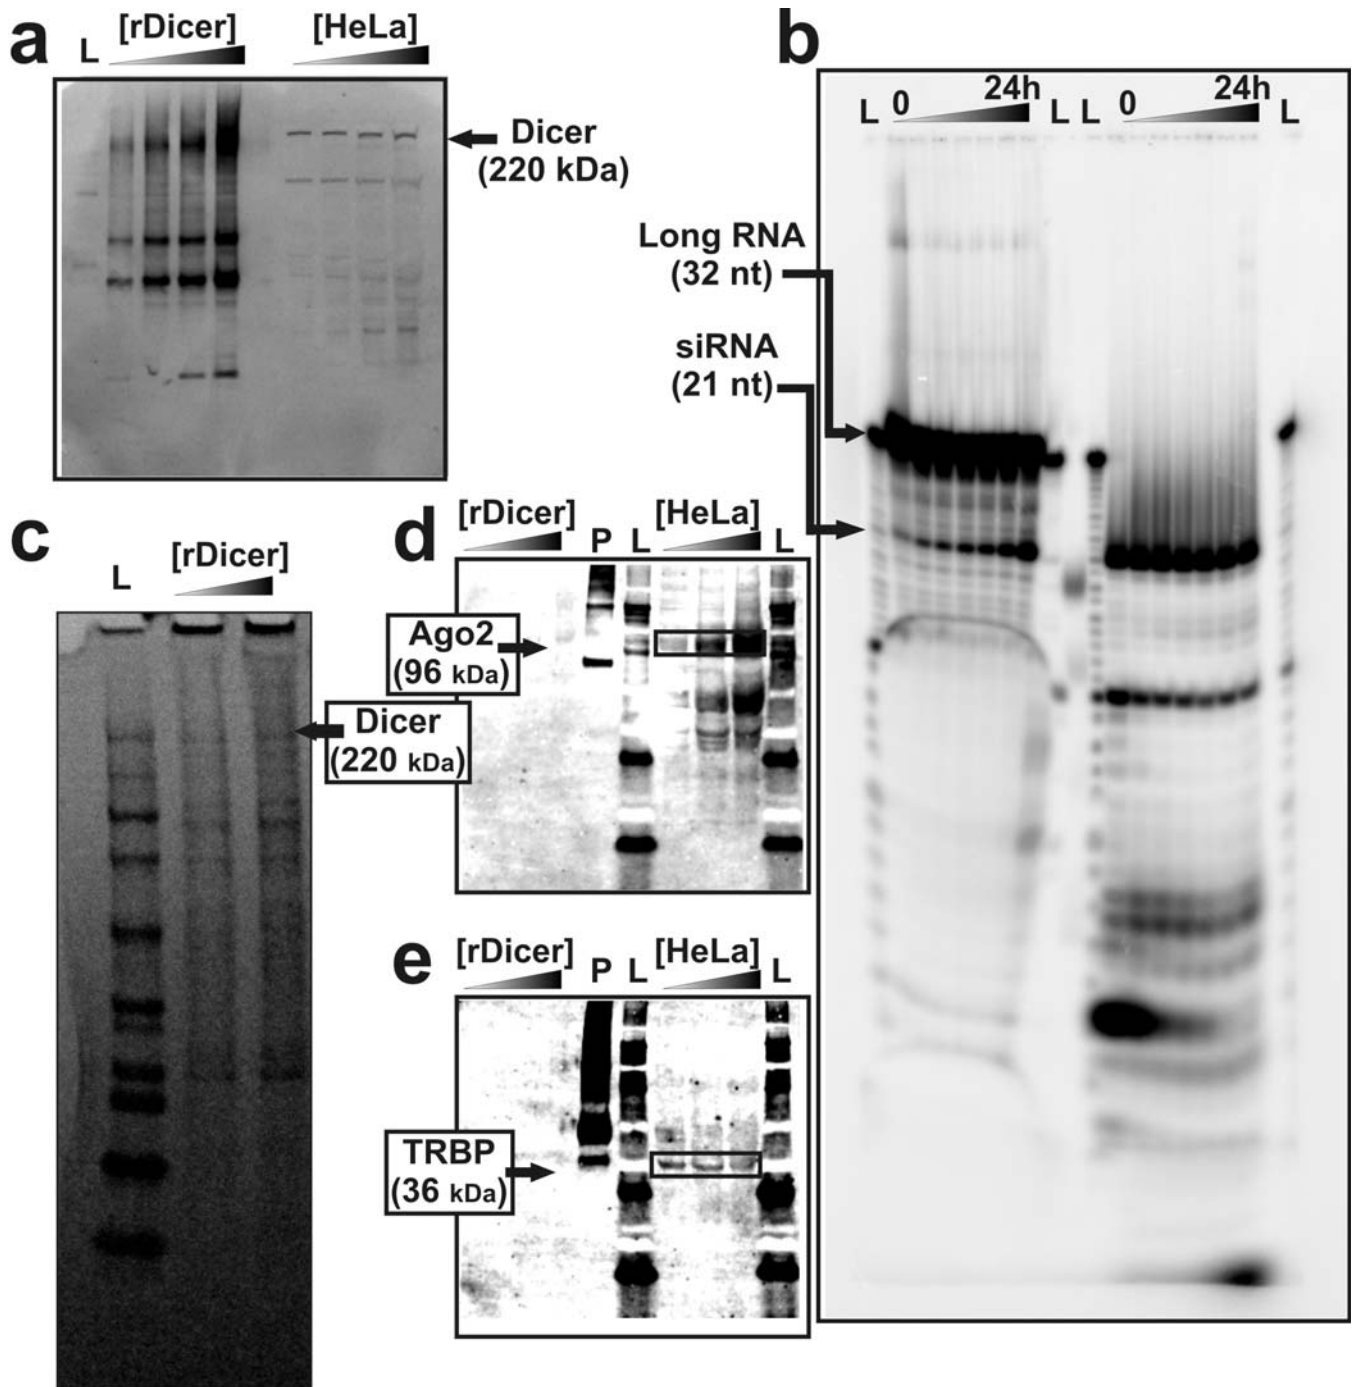 a
L [rDicer] [HeLa]
Dicer
(220 kDa)
b
L 0 24h L L 0 24h L
Long RNA
(32 nt)
siRNA
(21 nt)
c
L [rDicer]
Dicer
(220 kDa)
d
[rDicer] P L [HeLa] L
Ago2
(96 kDa)
e
[rDicer] P L [HeLa] L
TRBP
(36 kDa)